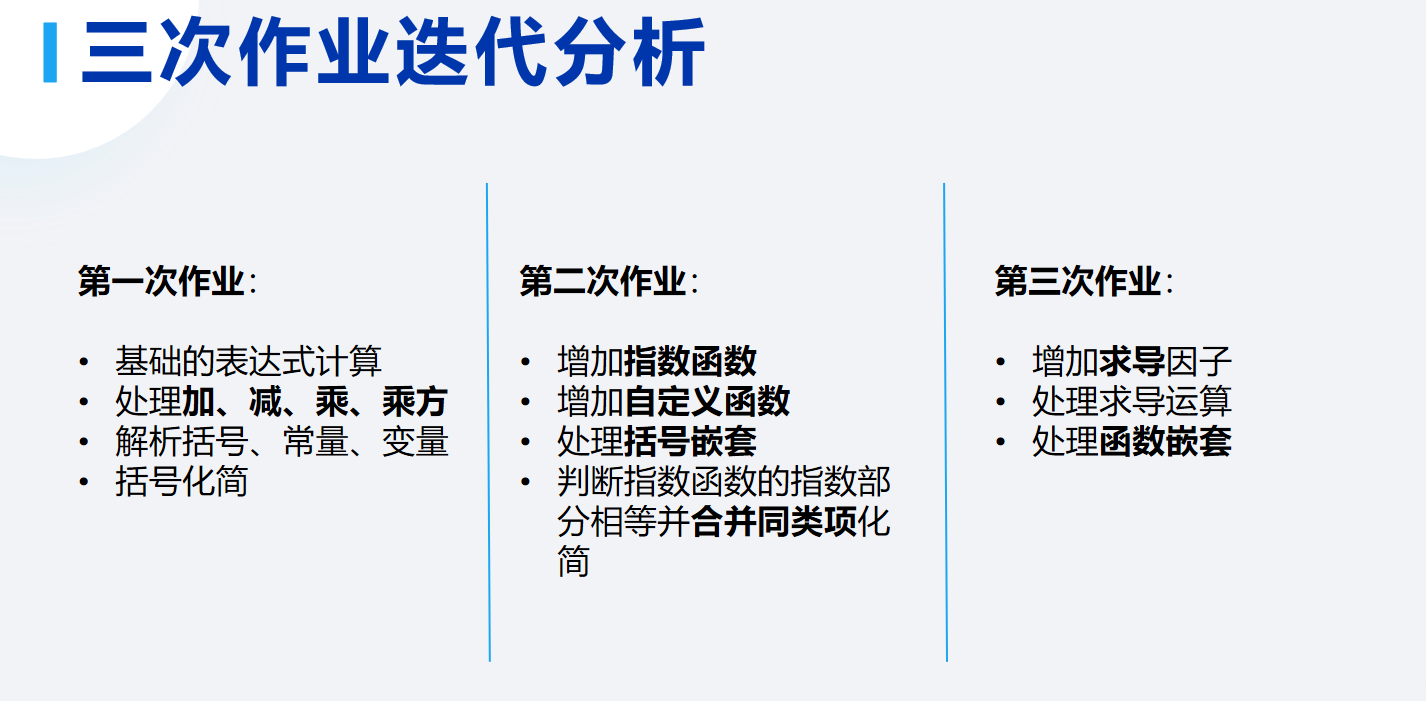 三次作业迭代分析
第一次作业：
• 基础的表达式计算
• 处理加、减、乘、乘方
• 解析括号、常量、变量
• 括号化简
第二次作业：
• 增加指数函数
• 增加自定义函数
• 处理括号嵌套
• 判断指数函数的指数部
分相等并合并同类项化
简
第三次作业：
• 增加求导因子
• 处理求导运算
• 处理函数嵌套